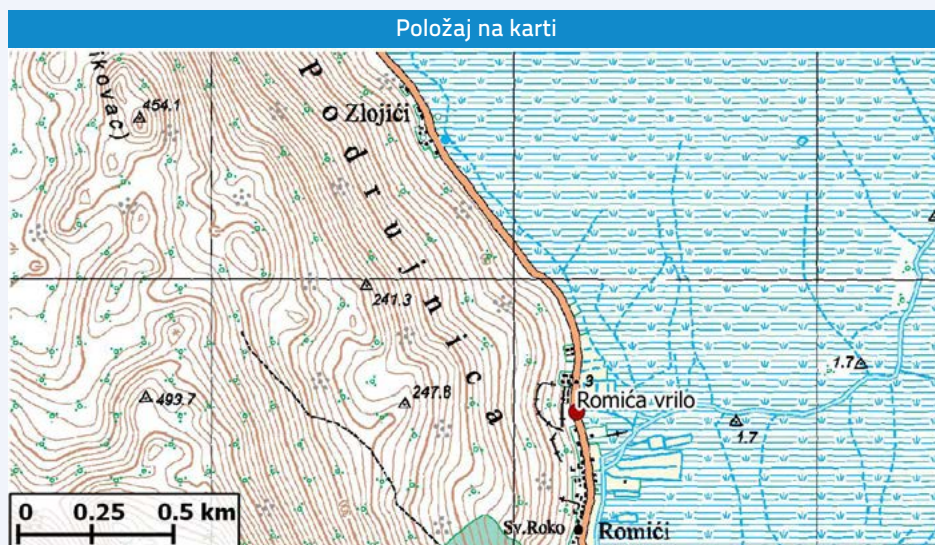 Položaj na karti
ikovac)
454.1
Zlojići
Podrujnica
241.3
3
Romića vrilo
247.8
493.7
1.7
1.7
0 0.25 0.5 km
Sv.Roko
Romići